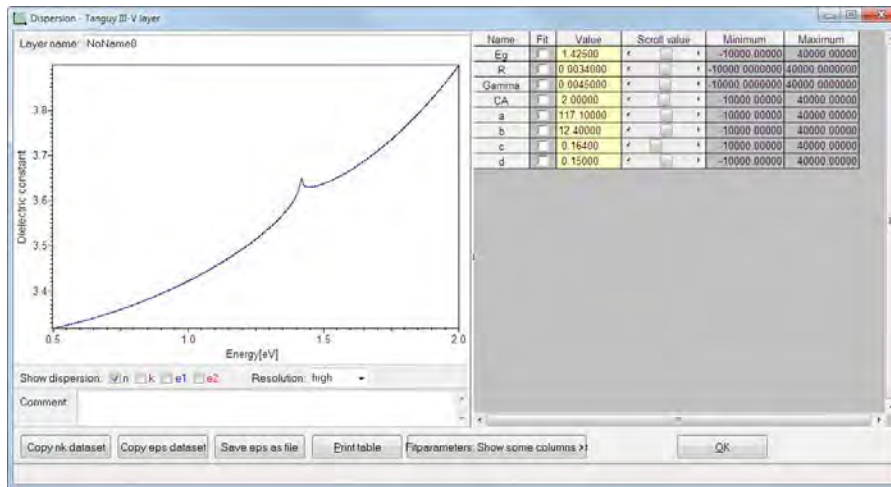 Dispersion - Tanguy III-V layer
Layer name: NoName0
Dielectric constant
3.8
3.7
3.6
3.5
3.4
0.5 1.0 1.5 2.0
Energy[eV]
Show dispersion: n k e1 e2 Resolution: high
Comment
Name Fit Value Scroll value Minimum Maximum
Eg 1.42500 -10000.00000 40000.00000
R 0.0034000 -10000.0000000 40000.0000000
Gamma 0.0045000 -10000.0000000 40000.0000000
CA 2.00000 -10000.00000 40000.00000
a 117.10000 -10000.00000 40000.00000
b 12.40000 -10000.00000 40000.00000
c 0.16400 -10000.00000 40000.00000
d 0.15000 -10000.00000 40000.00000
Copy nk dataset Copy eps dataset Save eps as file Print table Fitparameters: Show some columns >> OK